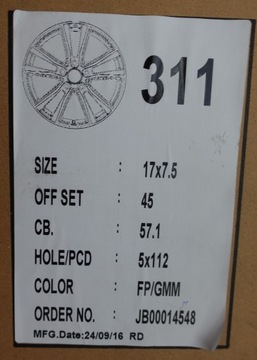 311
SIZE : 17x7.5
OFF SET : 45
CB. : 57.1
HOLE/PCD : 5x112
COLOR : FP/GMM
ORDER NO. : JB00014548
MFG.Date:24/09/16 RD